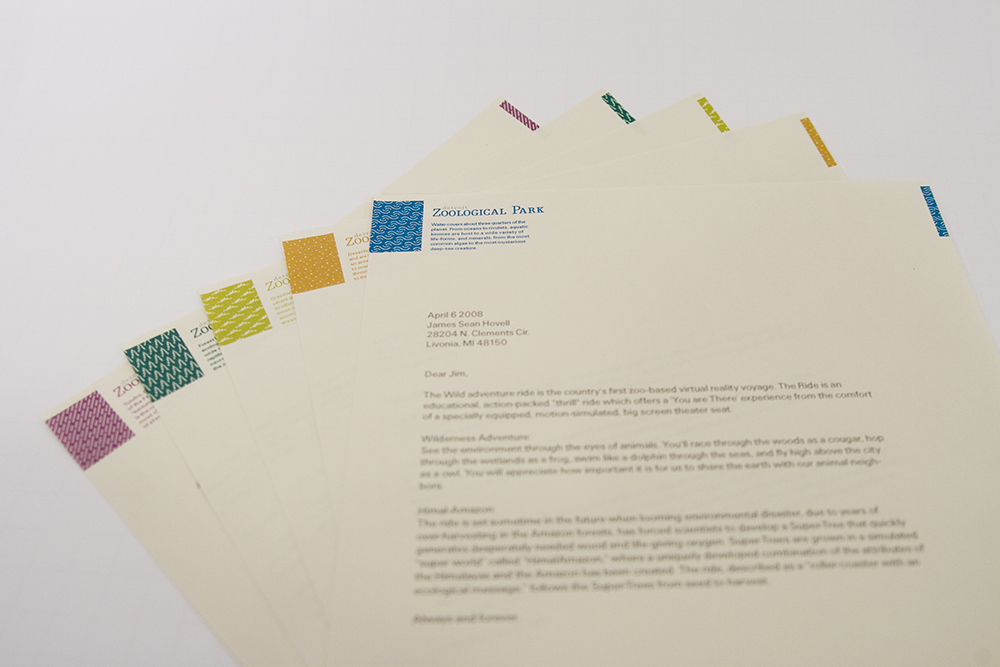 detroit
ZOOLOGICAL PARK
Water covers about three quarters of the
planet. From oceans to rivulets, aquatic
biomes are host to a wide variety of
life-forms, and minerals, from the most
common algae to the most mysterious
deep-sea creature.
April 6 2008
James Sean Hovell
28204 N. Clements Cir.
Livonia, MI 48150
Dear Jim,
The Wild adventure ride is the country's first zoo-based virtual reality voyage. The Ride is an
educational, action-packed "thrill" ride which offers a 'You are There' experience from the comfort
of a specially equipped, motion-simulated, big screen theater seat.
Wilderness Adventure:
See the environment through the eyes of animals. You'll race through the woods as a cougar, hop
through the wetlands as a frog, swim like a dolphin through the seas, and fly high above the city
as a owl. You will appreciate how important it is for us to share the earth with our animal neigh-
bors.
Himal-Amazon:
The ride is set sometime in the future when looming environmental disaster, due to years of
over-harvesting in the Amazon forests, has forced scientists to develop a SuperTree that quickly
generates desperately needed wood and life-giving oxygen. SuperTrees are grown in a simulated
"super world" called "HimalAmazon," where a uniquely developed combination of the attributes of
the Himalayas and the Amazon has been created. The ride, described as a "roller coaster with an
ecological message," follows the SuperTrees from seed to harvest.
Always and forever
detr
ZOO
detr
ZOO
detr
ZOO
detr
ZOO